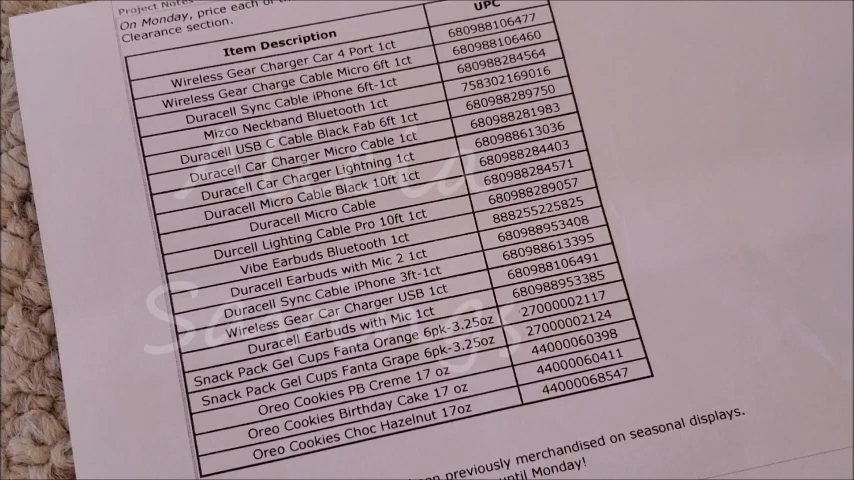 Project Notes
On Monday, price each of
Clearance section.
Item Description UPC
Wireless Gear Charger Car 4 Port 1ct 680988106477
Wireless Gear Charge Cable Micro 6ft 1ct 680988106460
Duracell Sync Cable iPhone 6ft-1ct 680988284564
Mizco Neckband Bluetooth 1ct 758302169016
Duracell USB C Cable Black Fab 6ft 1ct 680988289750
Duracell Car Charger Micro Cable 1ct 680988281983
Duracell Car Charger Lightning 1ct 680988613036
Duracell Micro Cable Black 10ft 1ct 680988284403
Duracell Micro Cable 680988284571
Durcell Lighting Cable Pro 10ft 1ct 680988289057
Vibe Earbuds Bluetooth 1ct 888255225825
Duracell Earbuds with Mic 2 1ct 680988953408
Duracell Sync Cable iPhone 3ft-1ct 680988613395
Wireless Gear Car Charger USB 1ct 680988106491
Duracell Earbuds with Mic 1ct 680988953385
Snack Pack Gel Cups Fanta Orange 6pk-3.25oz 27000002117
Snack Pack Gel Cups Fanta Grape 6pk-3.25oz 27000002124
Oreo Cookies PB Creme 17 oz 44000060398
Oreo Cookies Birthday Cake 17 oz 44000060411
Oreo Cookies Choc Hazelnut 17oz 44000068547
previously merchandised on seasonal displays.
until Monday!